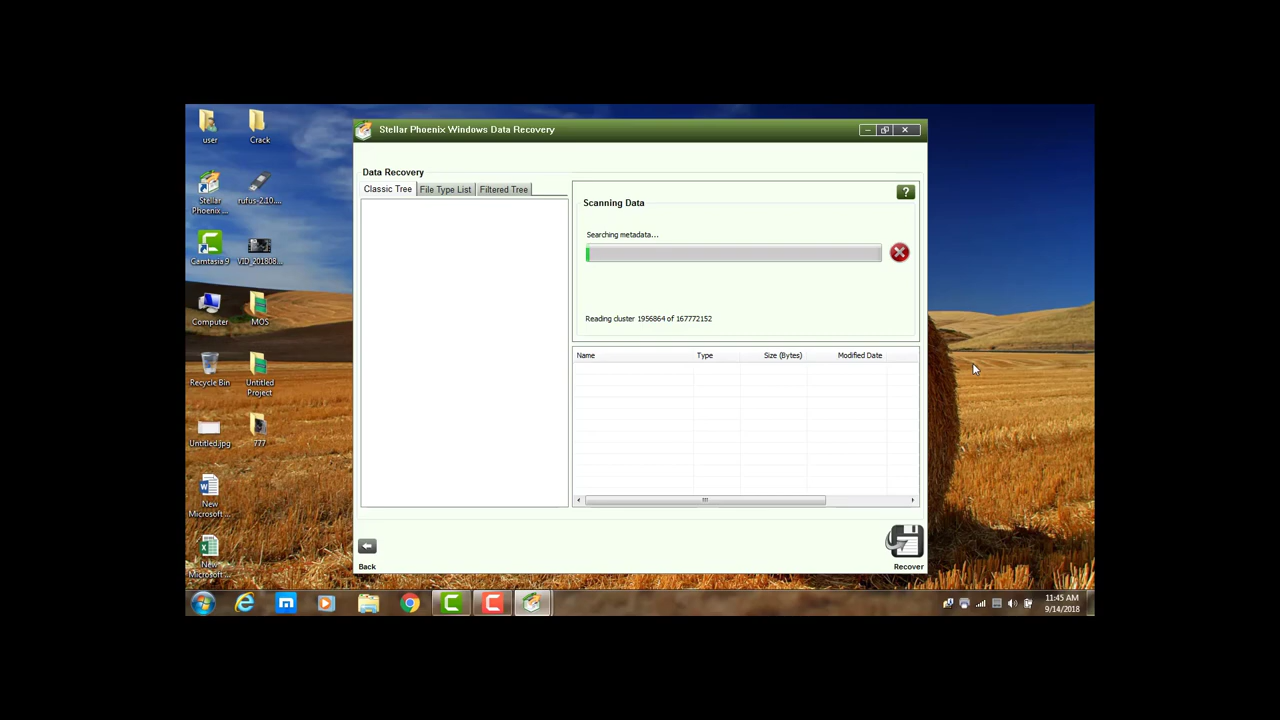 user
Crack
Stellar
Phoenix ...
rufus-2.10....
Camtasia 9
VID_201808...
Computer
MOS
Recycle Bin
Untitled
Project
Untitled.jpg
777
New
Microsoft ...
New
Microsoft ...
Stellar Phoenix Windows Data Recovery
Data Recovery
Classic Tree
File Type List
Filtered Tree
?
Scanning Data
Searching metadata...
Reading cluster 1956864 of 167772152
Name
Type
Size (Bytes)
Modified Date
Back
Recover
11:45 AM
9/14/2018